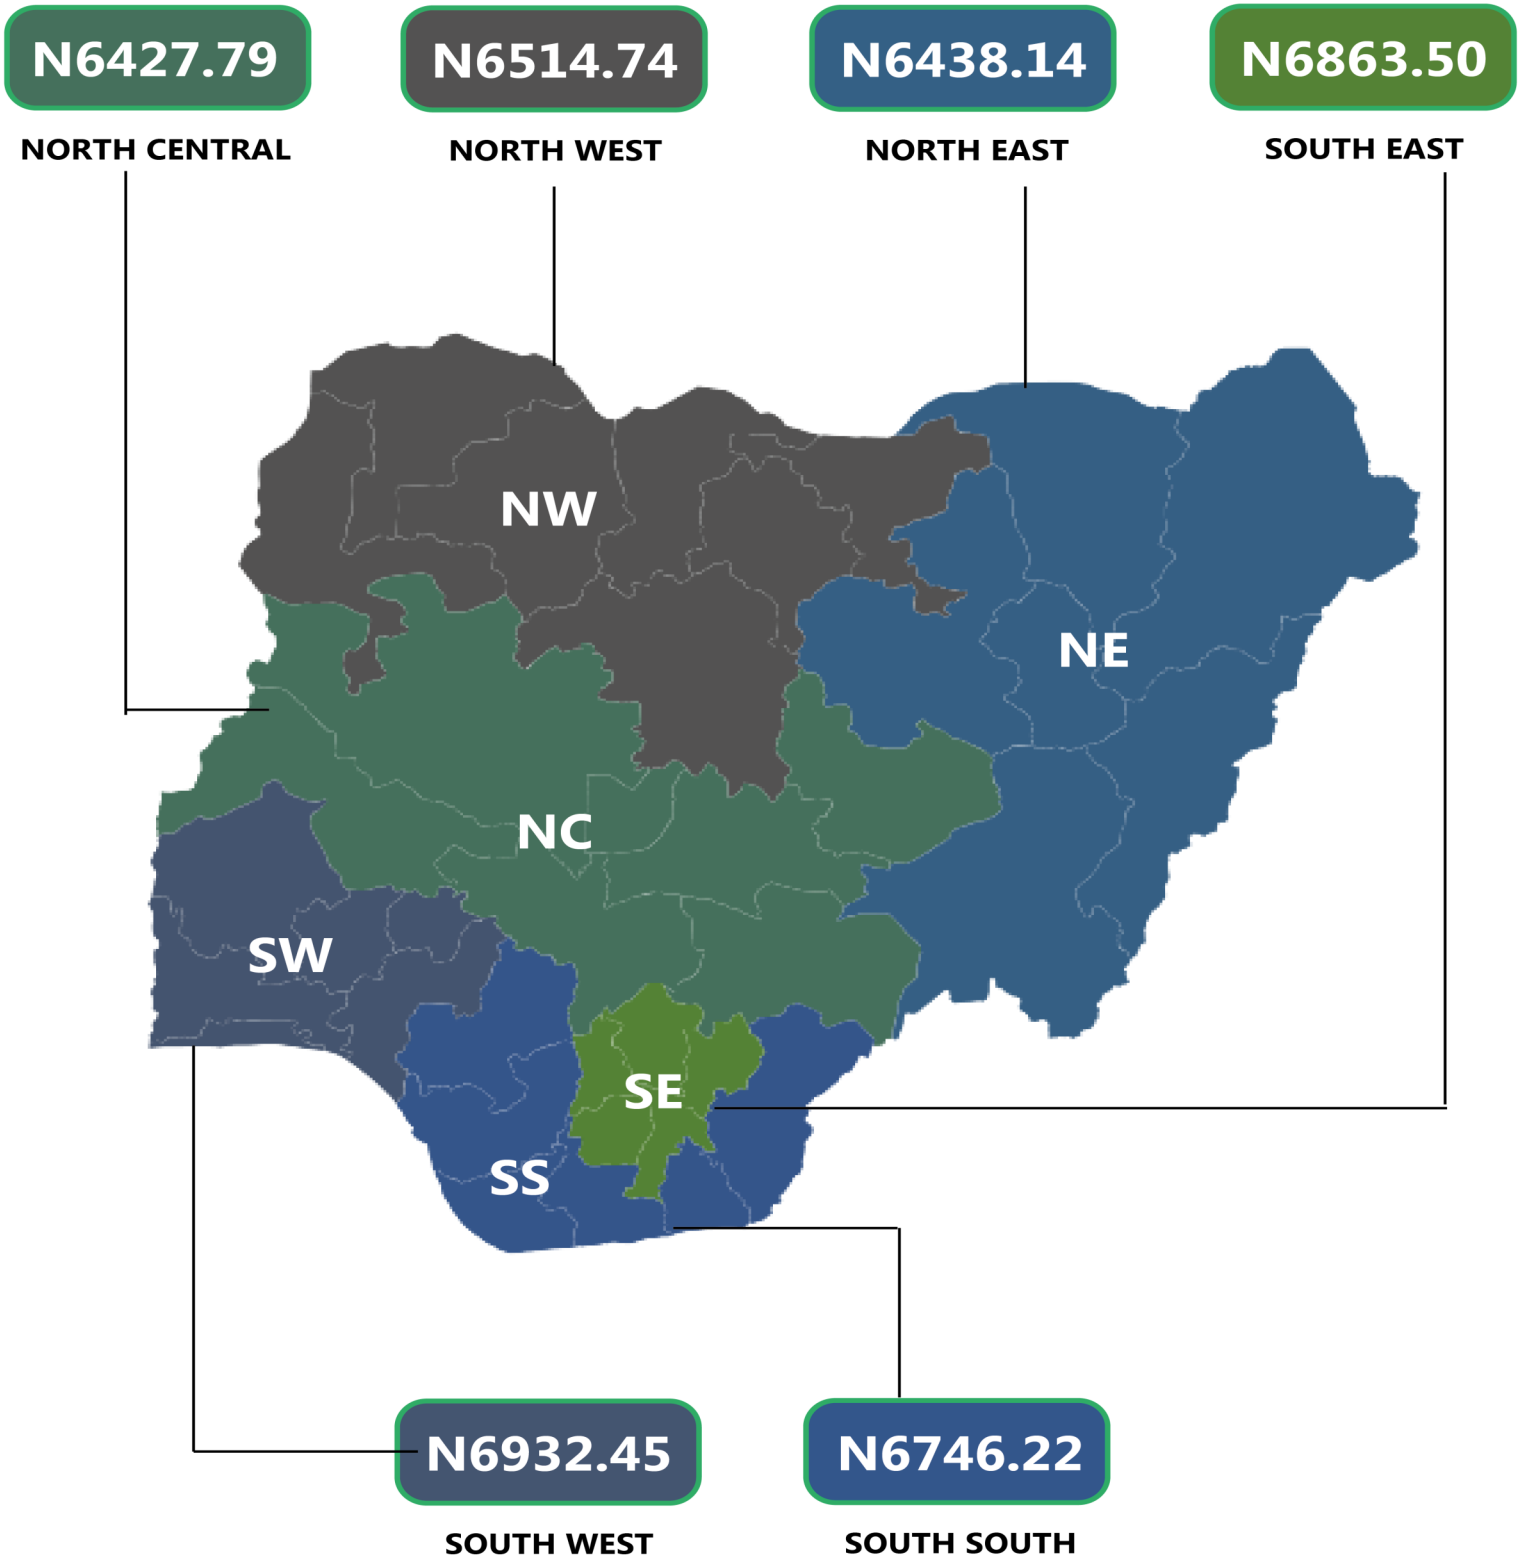 N6427.79
N6514.74
N6438.14
N6863.50
NORTH CENTRAL
NORTH WEST
NORTH EAST
SOUTH EAST
NW
NE
NC
SW
SE
SS
N6932.45
N6746.22
SOUTH WEST
SOUTH SOUTH